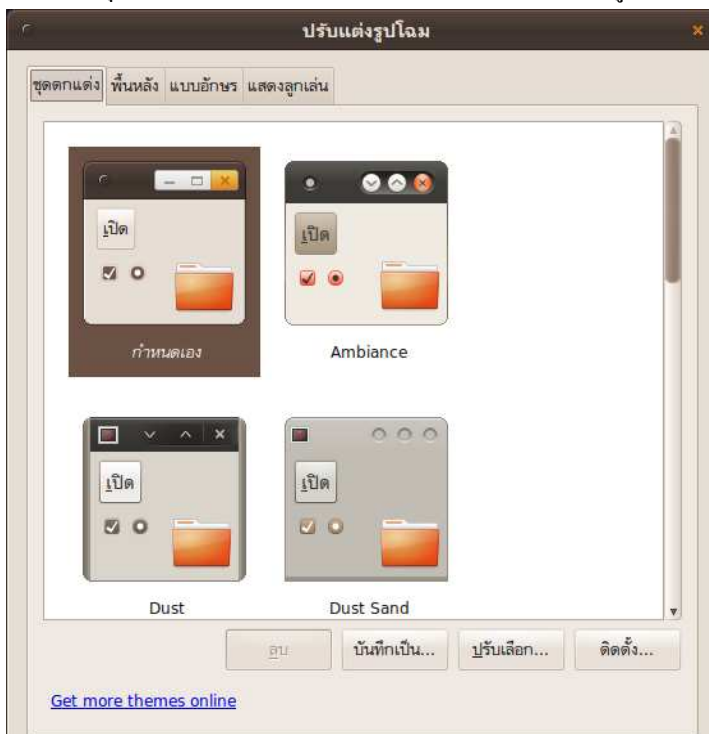 ปรับแต่งรูปโฉม
ชุดตกแต่ง พื้นหลัง แบบอักษร แสดงลูกเล่น
เปิด เปิด
กำหนดเอง Ambiance
เปิด เปิด
Dust Dust Sand
ลบ บันทึกเป็น... ปรับเลือก... ติดตั้ง...
Get more themes online